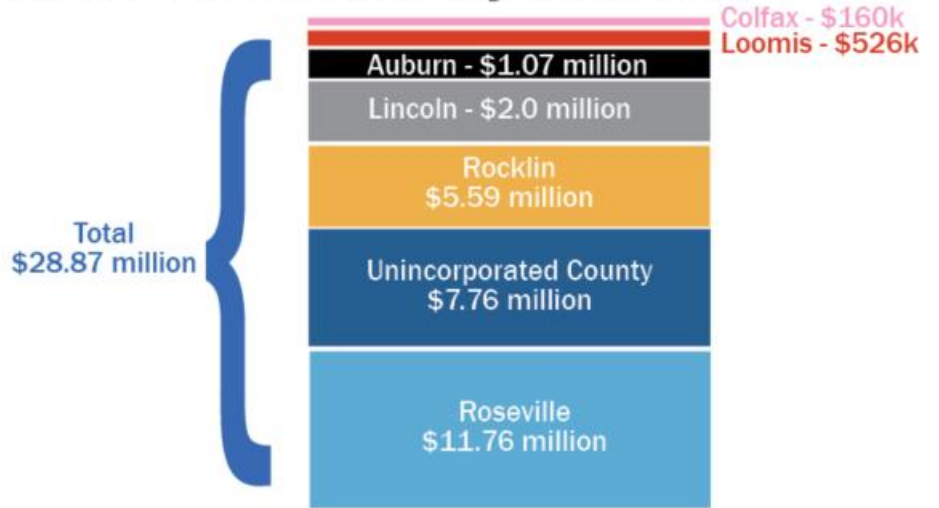 Colfax - $160k
Loomis - $526k
Auburn - $1.07 million
Lincoln - $2.0 million
Rocklin
$5.59 million
Total
$28.87 million
Unincorporated County
$7.76 million
Roseville
$11.76 million